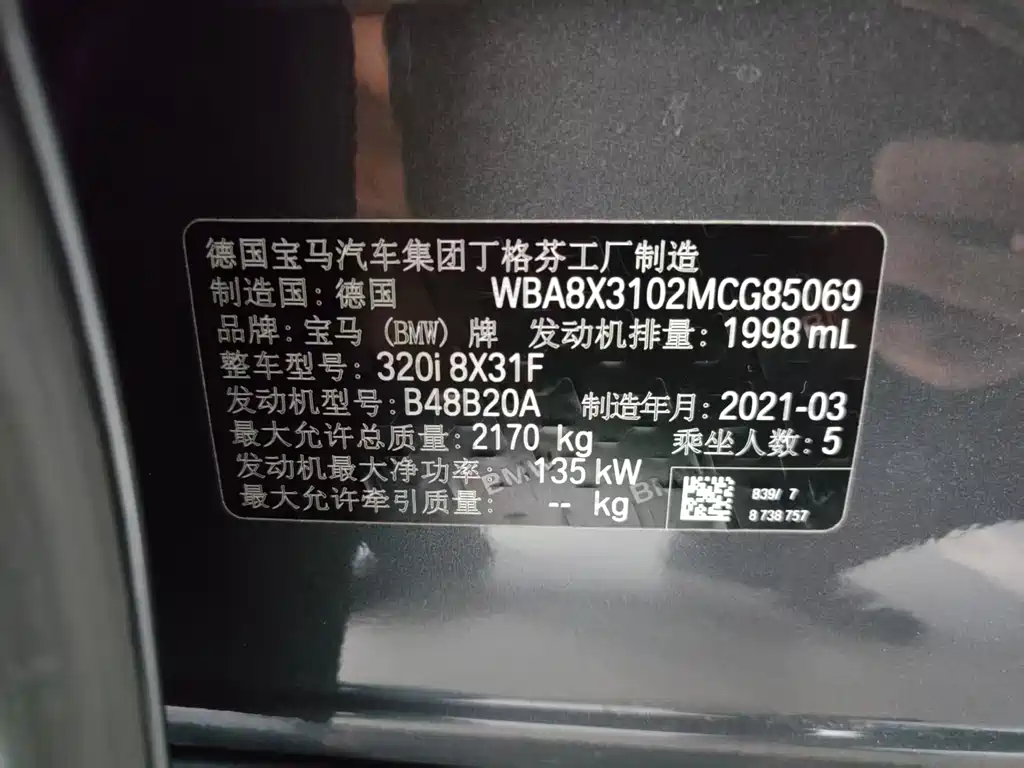 德国宝马汽车集团丁格芬工厂制造
制造国: 德国 WBA8X3102MCG85069
品牌: 宝马 (BMW) 牌 发动机排量: 1998 mL
整车型号: 320i 8X31F
发动机型号: B48B20A 制造年月: 2021-03
最大允许总质量: 2170 kg 乘坐人数: 5
发动机最大净功率: 135 kW
最大允许牵引质量: -- kg
839/ 7
8 738 757